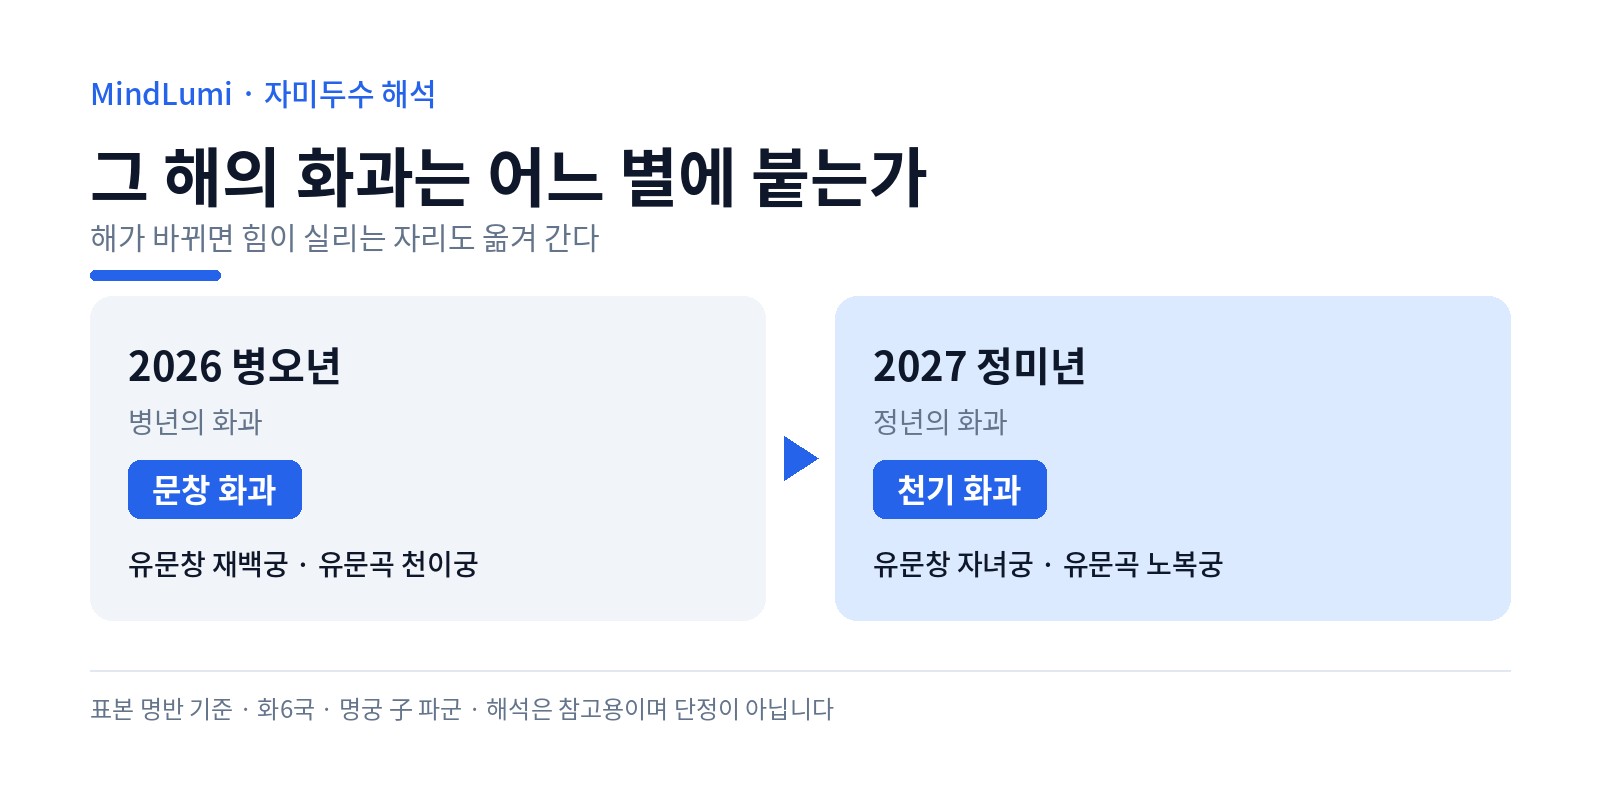 MindLumi · 자미두수 해석
그 해의 화과는 어느 별에 붙는가
해가 바뀌면 힘이 실리는 자리도 옮겨 간다
2026 병오년
병년의 화과
문창 화과
유문창 재백궁 · 유문곡 천이궁
2027 정미년
정년의 화과
천기 화과
유문창 자녀궁 · 유문곡 노복궁
표본 명반 기준 · 화6국 · 명궁 子 파군 · 해석은 참고용이며 단정이 아닙니다